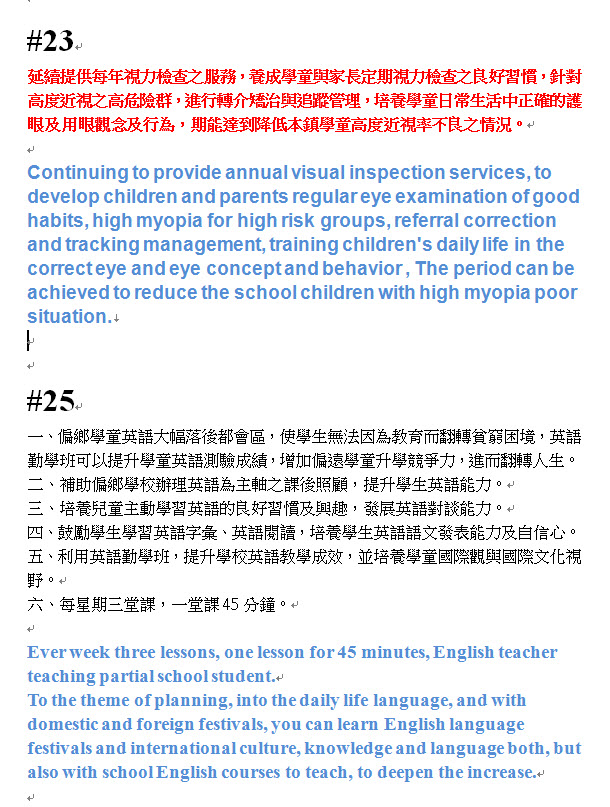 #23
延續提供每年視力檢查之服務，養成學童與家長定期視力檢查之良好習慣，針對
高度近視之高危險群，進行轉介矯治與追蹤管理，培養學童日常生活中正確的護
眼及用眼觀念及行為，期能達到降低本鎮學童高度近視率不良之情況。
Continuing to provide annual visual inspection services, to
develop children and parents regular eye examination of good
habits, high myopia for high risk groups, referral correction
and tracking management, training children's daily life in the
correct eye and eye concept and behavior , The period can be
achieved to reduce the school children with high myopia poor
situation.
#25
一、偏鄉學童英語大幅落後都會區，使學生無法因為教育而翻轉貧窮困境，英語
勤學班可以提升學童英語測驗成績，增加偏遠學童升學競爭力，進而翻轉人生。
二、補助偏鄉學校辦理英語為主軸之課後照顧，提升學生英語能力。
三、培養兒童主動學習英語的良好習慣及興趣，發展英語對談能力。
四、鼓勵學生學習英語字彙、英語閱讀，培養學生英語語文發表能力及自信心。
五、利用英語勤學班，提升學校英語教學成效，並培養學童國際觀與國際文化視
野。
六、每星期三堂課，一堂課 45 分鐘。
Ever week three lessons, one lesson for 45 minutes, English teacher
teaching partial school student.
To the theme of planning, into the daily life language, and with
domestic and foreign festivals, you can learn English language
festivals and international culture, knowledge and language both, but
also with school English courses to teach, to deepen the increase.